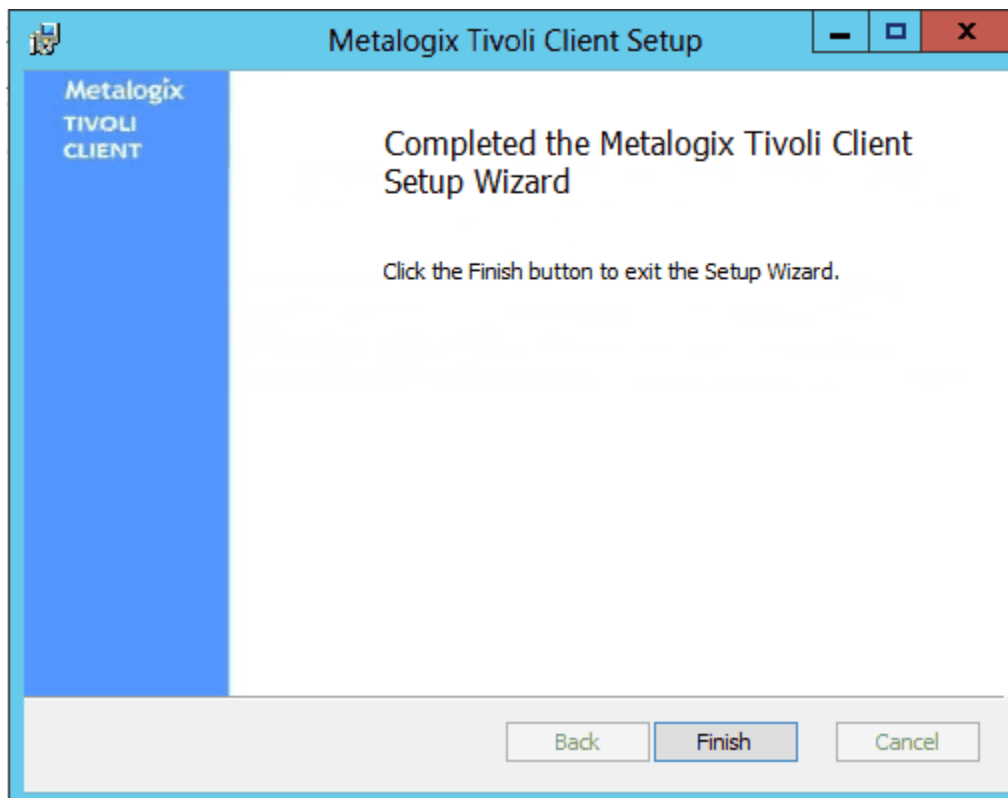 Metalogix Tivoli Client Setup
Metalogix
TIVOLI
CLIENT
Completed the Metalogix Tivoli Client
Setup Wizard
Click the Finish button to exit the Setup Wizard.
Back Finish Cancel